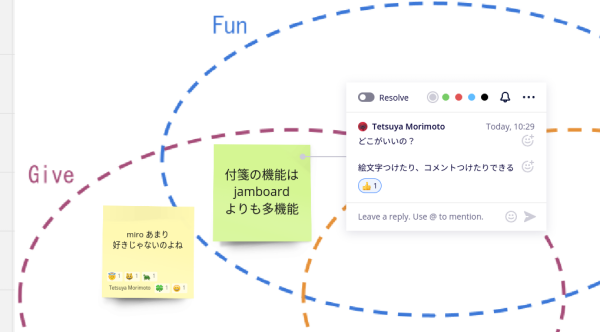 Fun
Resolve
Tetsuya Morimoto
Today, 10:29
どこがいいの？
絵文字つけたり、コメントつけたりできる
👍 1
Leave a reply. Use @ to mention.
Give
付箋の機能は
jamboard
よりも多機能
miro あまり
好きじゃないのよね
1 1 1
Tetsuya Morimoto 1 1